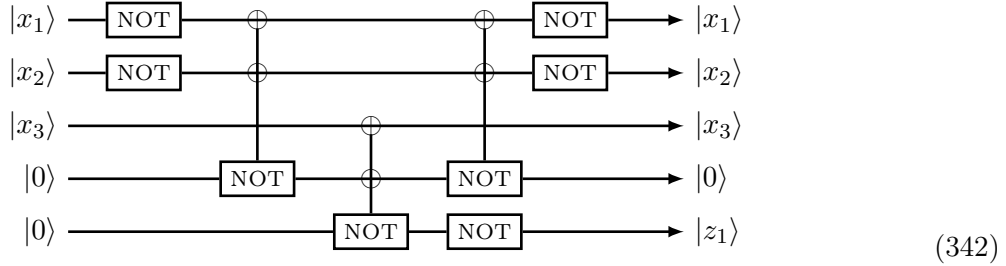 |x₁⟩ NOT NOT |x₁⟩
|x₂⟩ NOT NOT |x₂⟩
|x₃⟩ |x₃⟩
|0⟩ NOT NOT |0⟩
|0⟩ NOT NOT |z₁⟩
(342)